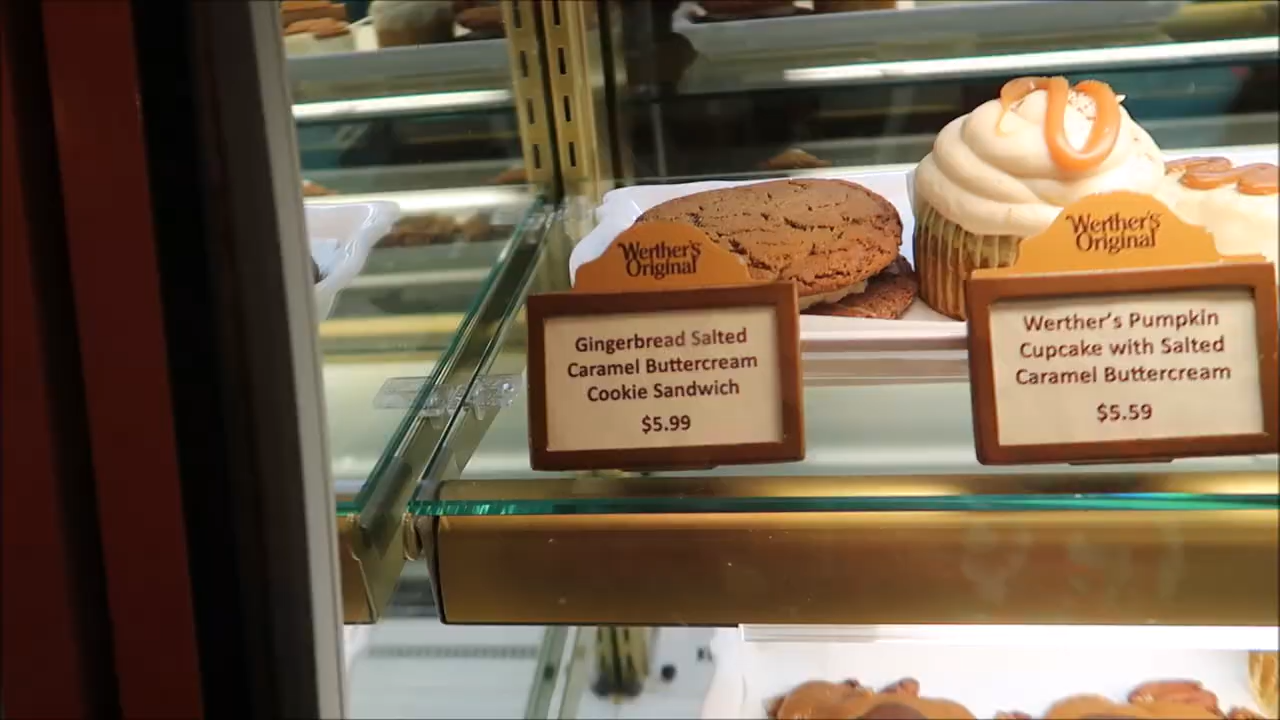 Werther's
Original
Gingerbread Salted
Caramel Buttercream
Cookie Sandwich
$5.99
Werther's
Original
Werther's Pumpkin
Cupcake with Salted
Caramel Buttercream
$5.59